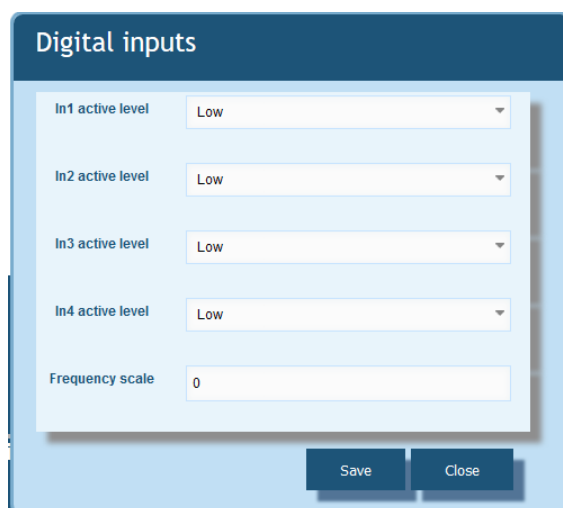 Digital inputs
In1 active level Low
In2 active level Low
In3 active level Low
In4 active level Low
Frequency scale 0
Save Close